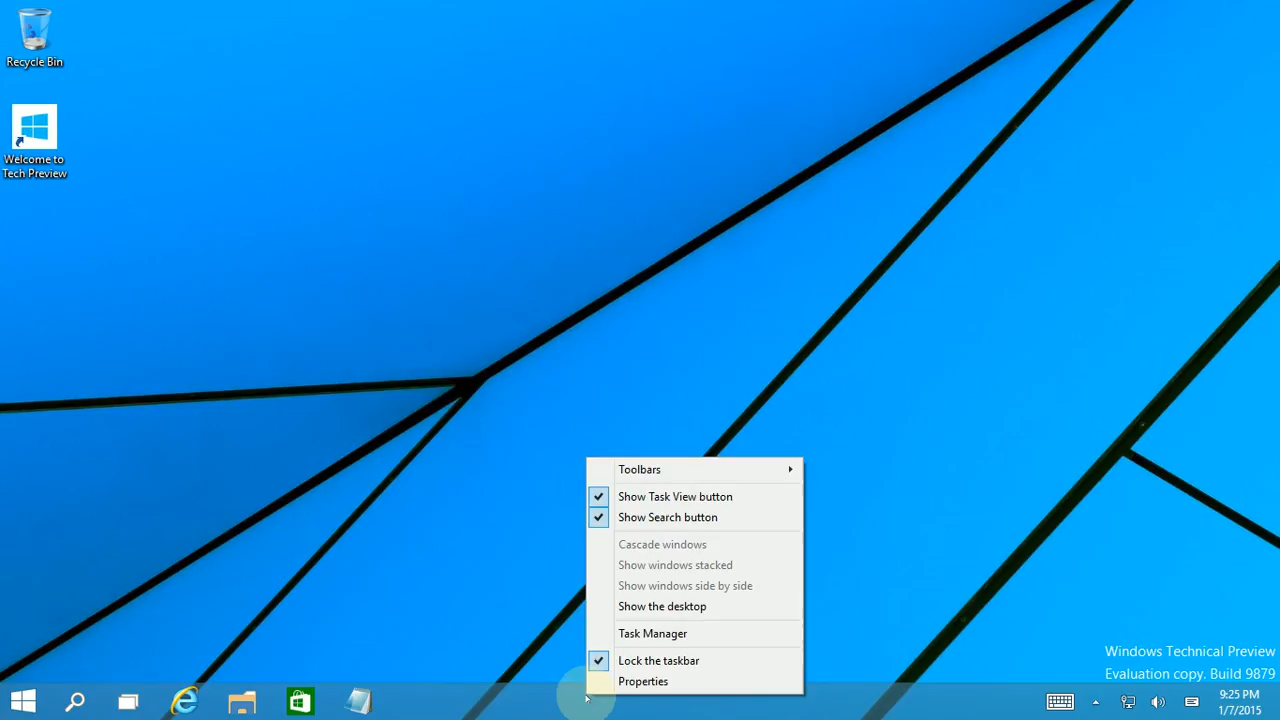 Recycle Bin
Welcome to
Tech Preview
Toolbars
Show Task View button
Show Search button
Cascade windows
Show windows stacked
Show windows side by side
Show the desktop
Task Manager
Lock the taskbar
Properties
Windows Technical Preview
Evaluation copy. Build 9879
9:25 PM
1/7/2015